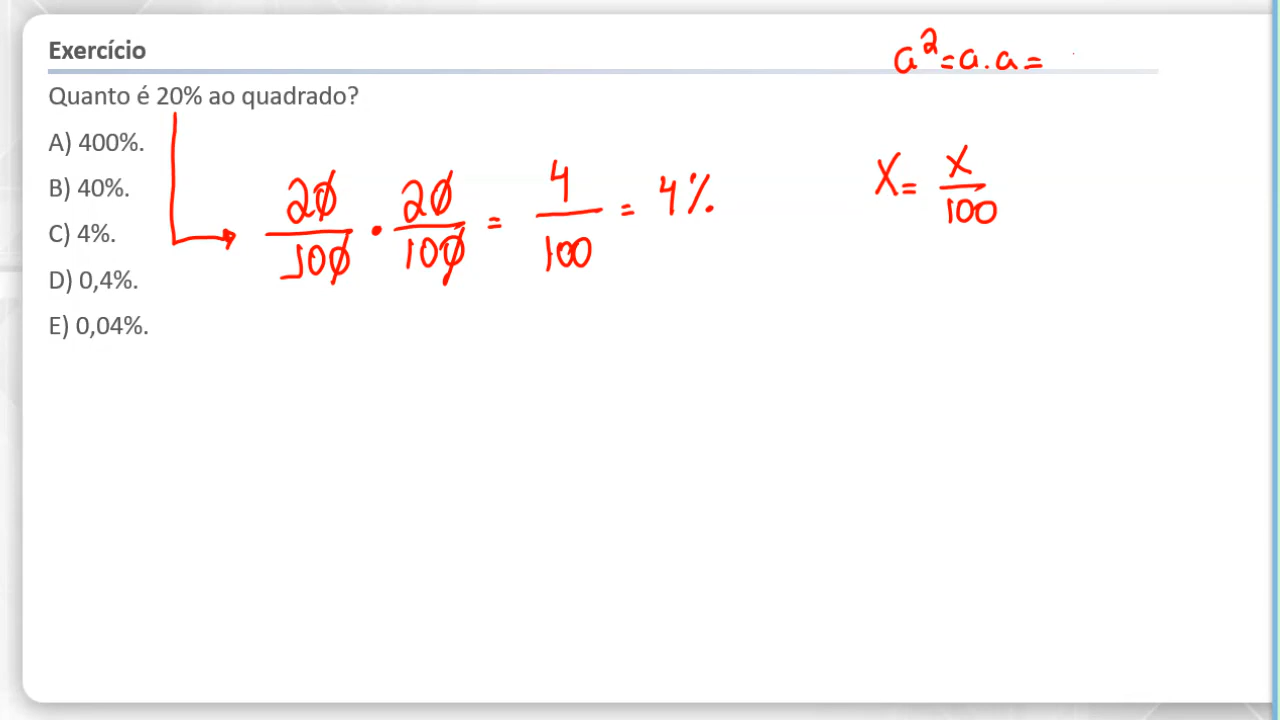 Exercício
a² = a . a =
Quanto é 20% ao quadrado?
A) 400%.
B) 40%.
C) 4%.
D) 0,4%.
E) 0,04%.
20/100 • 20/100 = 4/100 = 4%
X = X/100